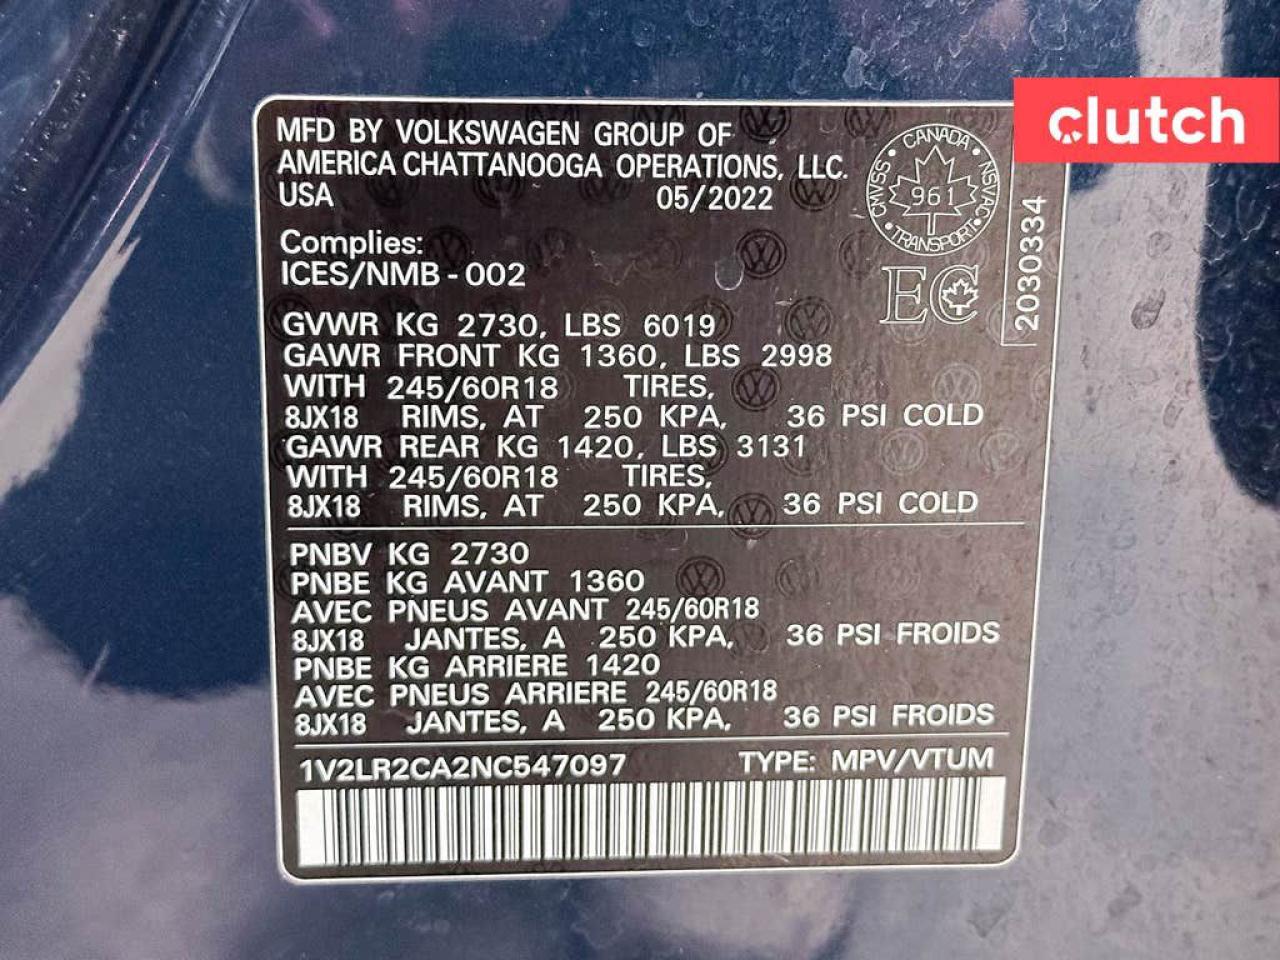 clutch
MFD BY VOLKSWAGEN GROUP OF
AMERICA CHATTANOOGA OPERATIONS, LLC.
USA 05/2022
CANADA
CMVSS
NSVAC
961
TRANSPORT
EC
2030334
Complies:
ICES/NMB - 002
GVWR KG 2730, LBS 6019
GAWR FRONT KG 1360, LBS 2998
WITH 245/60R18 TIRES,
8JX18 RIMS, AT 250 KPA, 36 PSI COLD
GAWR REAR KG 1420, LBS 3131
WITH 245/60R18 TIRES,
8JX18 RIMS, AT 250 KPA, 36 PSI COLD
PNBV KG 2730
PNBE KG AVANT 1360
AVEC PNEUS AVANT 245/60R18
8JX18 JANTES, A 250 KPA, 36 PSI FROIDS
PNBE KG ARRIERE 1420
AVEC PNEUS ARRIERE 245/60R18
8JX18 JANTES, A 250 KPA, 36 PSI FROIDS
1V2LR2CA2NC547097 TYPE: MPV/VTUM